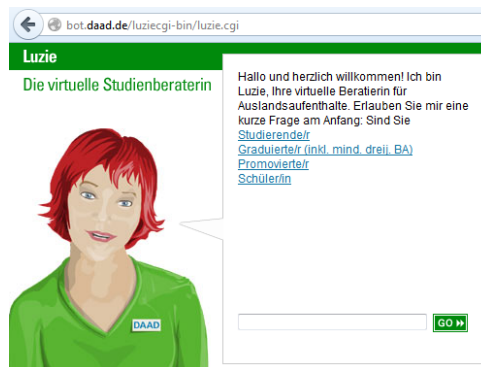 bot.daad.de/luziecgi-bin/luzie.cgi
Luzie
Die virtuelle Studienberaterin
Hallo und herzlich willkommen! Ich bin
Luzie, Ihre virtuelle Beratierin für
Auslandsaufenthalte. Erlauben Sie mir eine
kurze Frage am Anfang: Sind Sie
Studierende/r
Graduierte/r (inkl. mind. dreij. BA)
Promovierte/r
Schüler/in
DAAD
GO